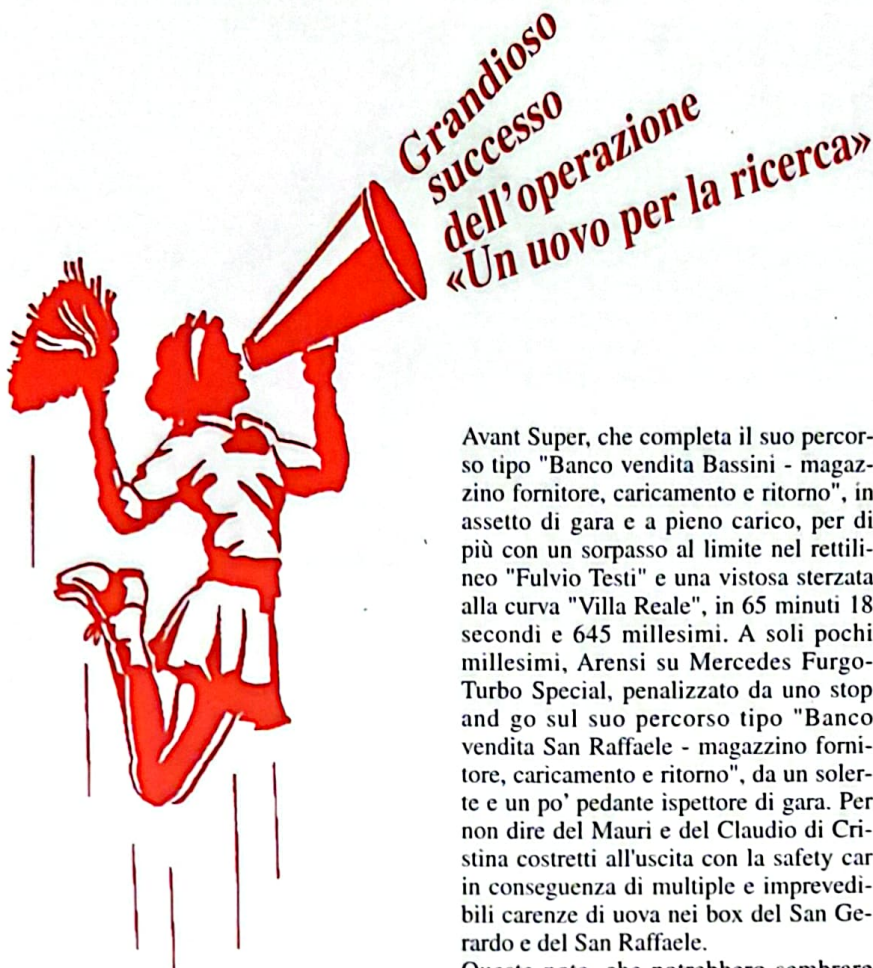 Grandioso
successo
dell'operazione
«Un uovo per la ricerca»
Avant Super, che completa il suo percor-
so tipo "Banco vendita Bassini - magaz-
zino fornitore, caricamento e ritorno", in
assetto di gara e a pieno carico, per di
più con un sorpasso al limite nel rettili-
neo "Fulvio Testi" e una vistosa sterzata
alla curva "Villa Reale", in 65 minuti 18
secondi e 645 millesimi. A soli pochi
millesimi, Arensi su Mercedes Furgo-
Turbo Special, penalizzato da uno stop
and go sul suo percorso tipo "Banco
vendita San Raffaele - magazzino forni-
tore, caricamento e ritorno", da un soler-
te e un po' pedante ispettore di gara. Per
non dire del Mauri e del Claudio di Cri-
stina costretti all'uscita con la safety car
in conseguenza di multiple e imprevedi-
bili carenze di uova nei box del San Ge-
rardo e del San Raffaele.
Queste note, che potrebbero sembrare